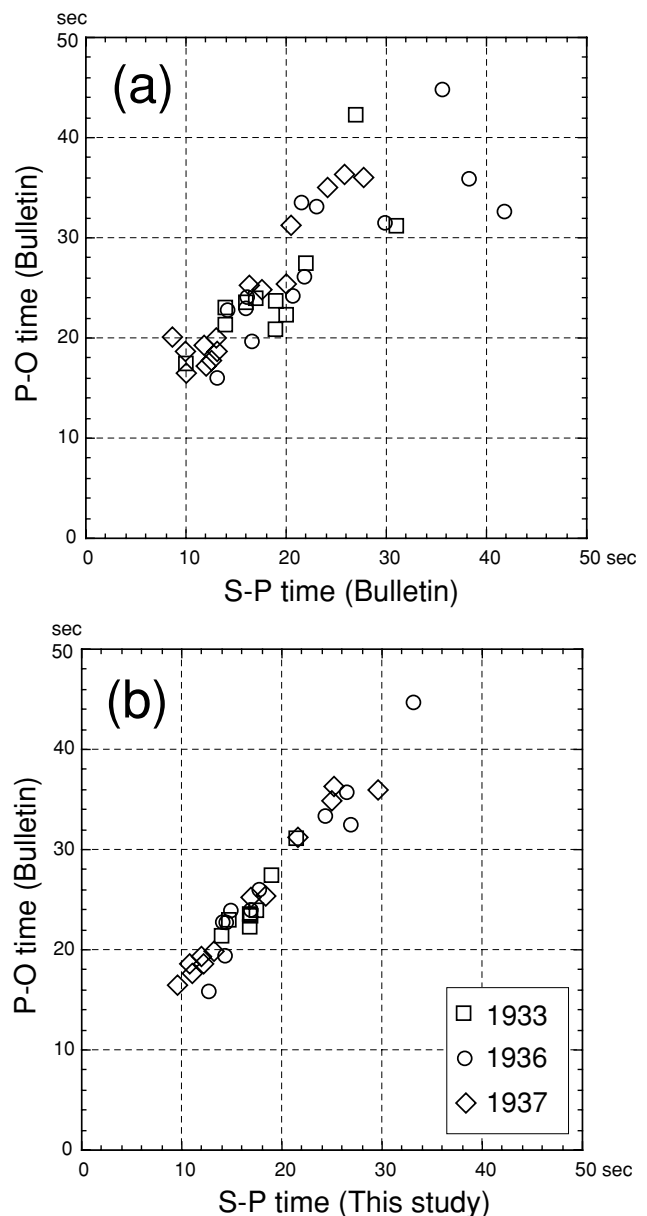 sec
50
(a)
40
30
20
10
0
P-O time (Bulletin)
0 10 20 30 40 50 sec
S-P time (Bulletin)
sec
50
(b)
40
30
20
10
0
P-O time (Bulletin)
1933
1936
1937
0 10 20 30 40 50 sec
S-P time (This study)